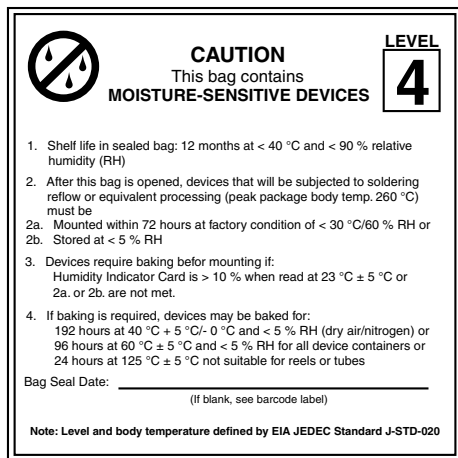 CAUTION
LEVEL
This bag contains
MOISTURE-SENSITIVE DEVICES
4
1. Shelf life in sealed bag: 12 months at < 40 °C and < 90 % relative
humidity (RH)
2. After this bag is opened, devices that will be subjected to soldering
reflow or equivalent processing (peak package body temp. 260 °C)
must be
2a. Mounted within 72 hours at factory condition of < 30 °C/60 % RH or
2b. Stored at < 5 % RH
3. Devices require baking befor mounting if:
Humidity Indicator Card is > 10 % when read at 23 °C ± 5 °C or
2a. or 2b. are not met.
4. If baking is required, devices may be baked for:
192 hours at 40 °C + 5 °C/- 0 °C and < 5 % RH (dry air/nitrogen) or
96 hours at 60 °C ± 5 °C and < 5 % RH for all device containers or
24 hours at 125 °C ± 5 °C not suitable for reels or tubes
Bag Seal Date:
(If blank, see barcode label)
Note: Level and body temperature defined by EIA JEDEC Standard J-STD-020